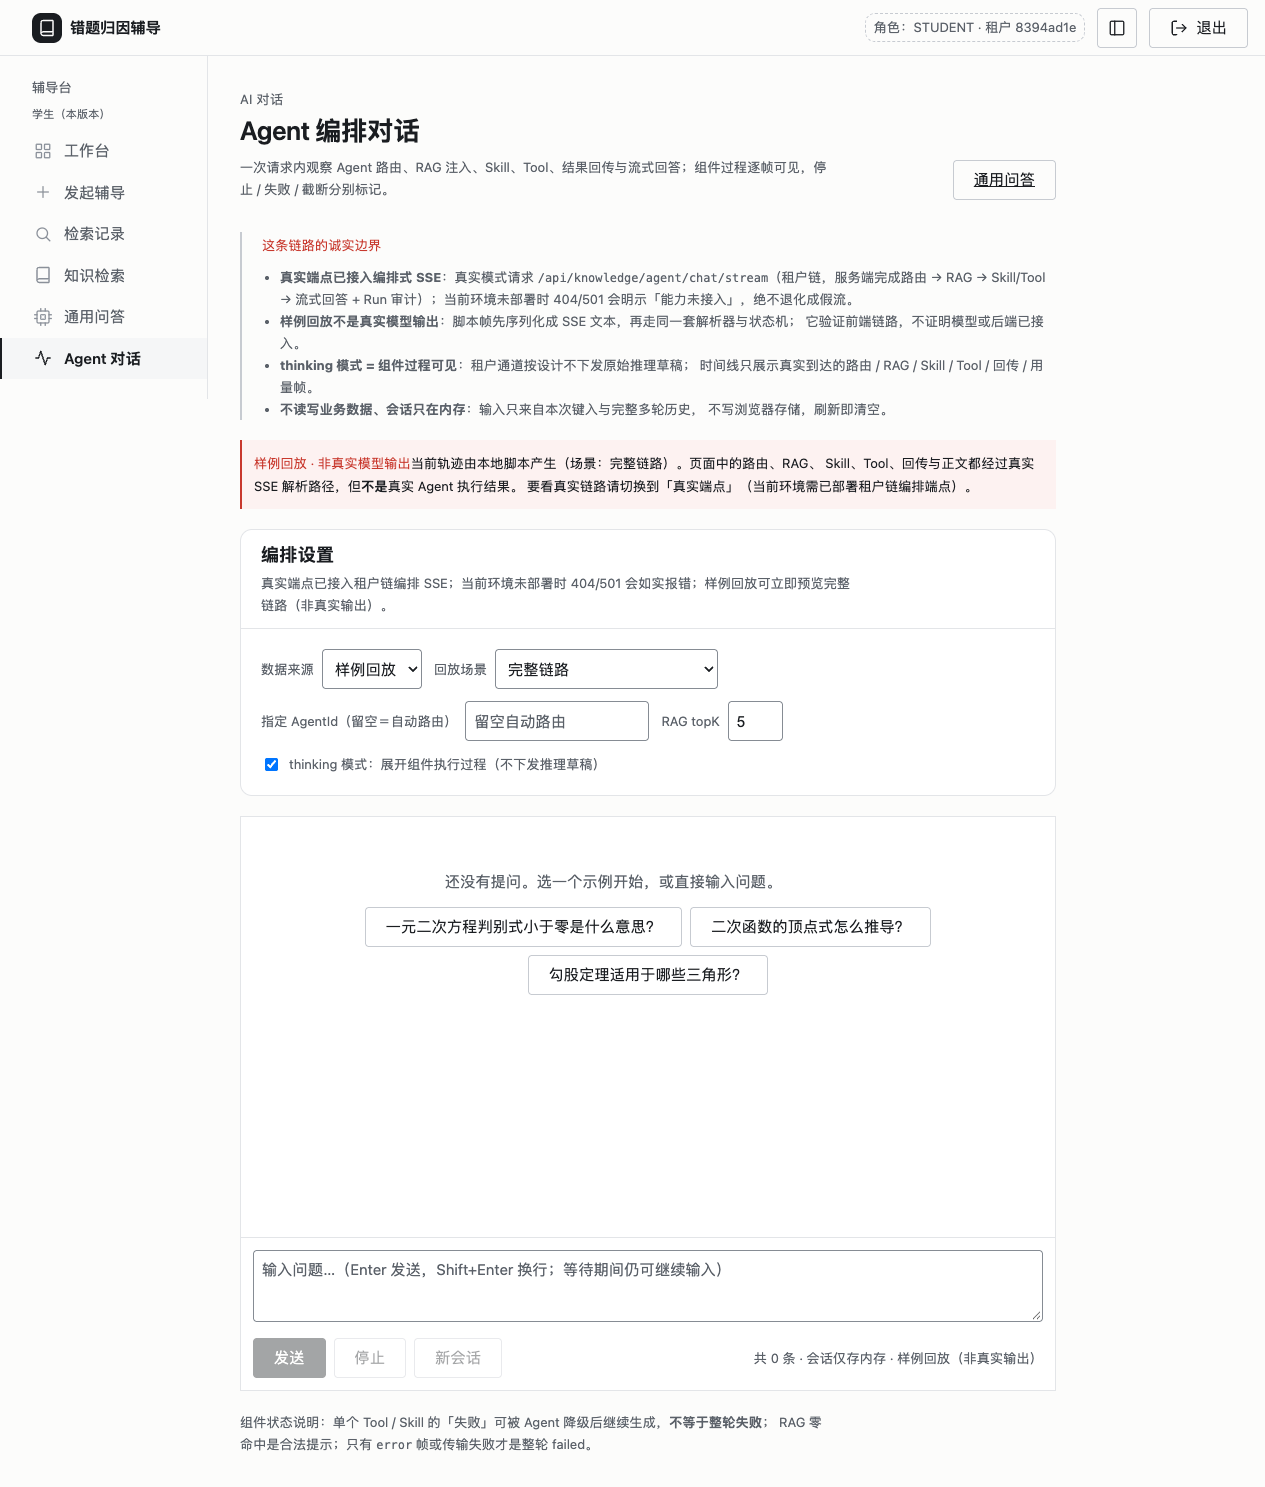 错题归因辅导
角色：STUDENT · 租户 8394ad1e
退出
辅导台
学生（本版本）
工作台
发起辅导
检索记录
知识检索
通用问答
Agent 对话
AI 对话
Agent 编排对话
一次请求内观察 Agent 路由、RAG 注入、Skill、Tool、结果回传与流式回答；组件过程逐帧可见，停
止 / 失败 / 截断分别标记。
通用问答
这条链路的诚实边界
真实端点已接入编排式 SSE：真实模式请求 /api/knowledge/agent/chat/stream（租户链，服务端完成路由 → RAG → Skill/Tool
→ 流式回答 + Run 审计）；当前环境未部署时 404/501 会明示「能力未接入」，绝不退化成假流。
样例回放不是真实模型输出：脚本帧先序列化成 SSE 文本，再走同一套解析器与状态机； 它验证前端链路，不证明模型或后端已接
入。
thinking 模式 = 组件过程可见：租户通道按设计不下发原始推理草稿； 时间线只展示真实到达的路由 / RAG / Skill / Tool / 回传 / 用
量帧。
不读写业务数据、会话只在内存：输入只来自本次键入与完整多轮历史， 不写浏览器存储，刷新即清空。
样例回放 · 非真实模型输出当前轨迹由本地脚本产生（场景：完整链路）。页面中的路由、RAG、 Skill、Tool、回传与正文都经过真实
SSE 解析路径，但不是真实 Agent 执行结果。 要看真实链路请切换到「真实端点」（当前环境需已部署租户链编排端点）。
编排设置
真实端点已接入租户链编排 SSE；当前环境未部署时 404/501 会如实报错；样例回放可立即预览完整
链路（非真实输出）。
数据来源 样例回放 回放场景 完整链路
指定 AgentId（留空＝自动路由） 留空自动路由 RAG topK 5
thinking 模式：展开组件执行过程（不下发推理草稿）
还没有提问。选一个示例开始，或直接输入问题。
一元二次方程判别式小于零是什么意思？ 二次函数的顶点式怎么推导？
勾股定理适用于哪些三角形？
输入问题…（Enter 发送，Shift+Enter 换行；等待期间仍可继续输入）
发送 停止 新会话 共 0 条 · 会话仅存内存 · 样例回放（非真实输出）
组件状态说明：单个 Tool / Skill 的「失败」可被 Agent 降级后继续生成，不等于整轮失败； RAG 零
命中是合法提示；只有 error 帧或传输失败才是整轮 failed。